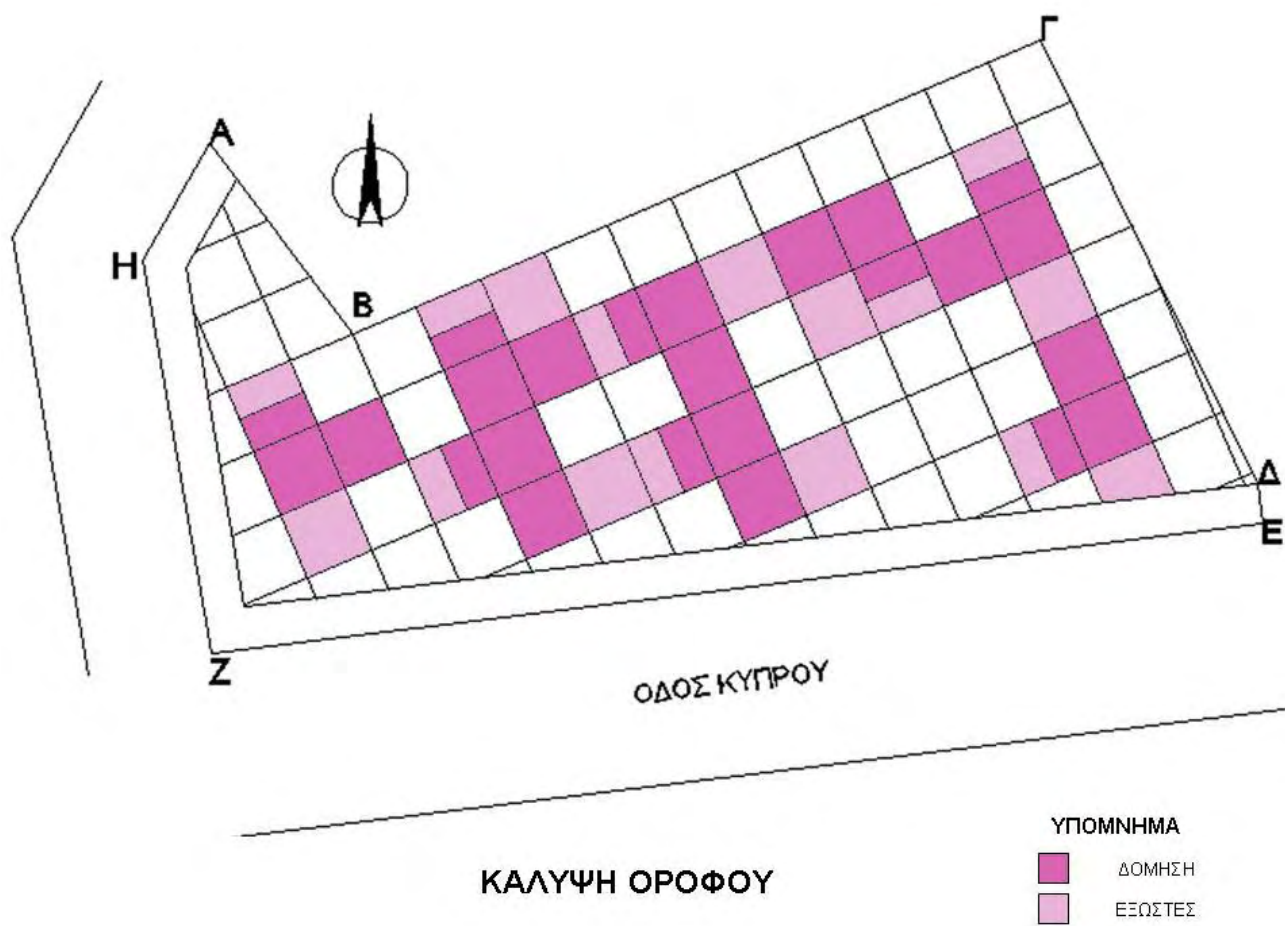 Γ
Α
Η
Β
Δ
Ε
Ζ
ΟΔΟΣ ΚΥΠΡΟΥ
ΥΠΟΜΝΗΜΑ
ΔΟΜΗΣΗ
ΕΞΩΣΤΕΣ
ΚΑΛΥΨΗ ΟΡΟΦΟΥ